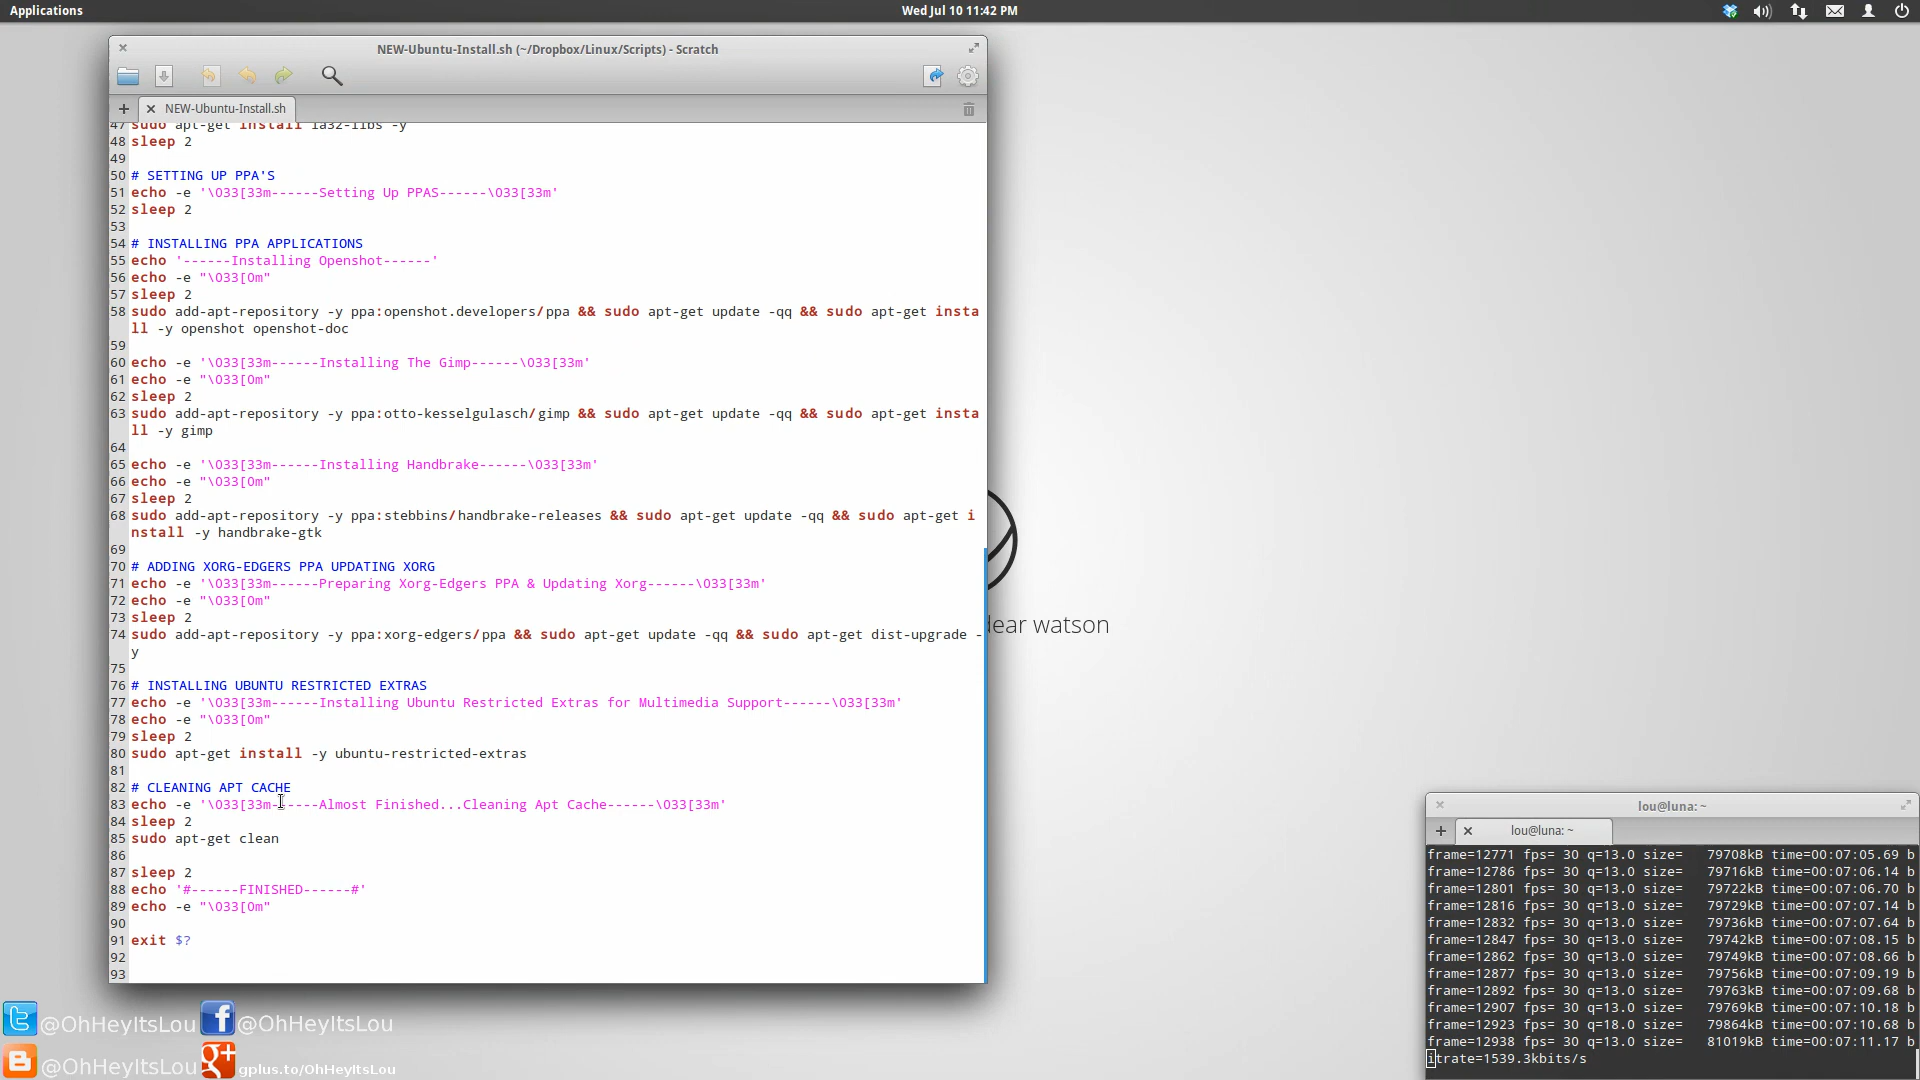 Applications
Wed Jul 10 11:42 PM
NEW-Ubuntu-Install.sh (~/Dropbox/Linux/Scripts) - Scratch
NEW-Ubuntu-Install.sh
47 sudo apt-get install ia32-libs -y
48 sleep 2
49
50 # SETTING UP PPA'S
51 echo -e '\033[33m------Setting Up PPAS------\033[33m'
52 sleep 2
53
54 # INSTALLING PPA APPLICATIONS
55 echo '------Installing Openshot------'
56 echo -e "\033[0m"
57 sleep 2
58 sudo add-apt-repository -y ppa:openshot.developers/ppa && sudo apt-get update -qq && sudo apt-get insta
ll -y openshot openshot-doc
59
60 echo -e '\033[33m------Installing The Gimp------\033[33m'
61 echo -e "\033[0m"
62 sleep 2
63 sudo add-apt-repository -y ppa:otto-kesselgulasch/gimp && sudo apt-get update -qq && sudo apt-get insta
ll -y gimp
64
65 echo -e '\033[33m------Installing Handbrake------\033[33m'
66 echo -e "\033[0m"
67 sleep 2
68 sudo add-apt-repository -y ppa:stebbins/handbrake-releases && sudo apt-get update -qq && sudo apt-get i
nstall -y handbrake-gtk
69
70 # ADDING XORG-EDGERS PPA UPDATING XORG
71 echo -e '\033[33m------Preparing Xorg-Edgers PPA & Updating Xorg------\033[33m'
72 echo -e "\033[0m"
73 sleep 2
74 sudo add-apt-repository -y ppa:xorg-edgers/ppa && sudo apt-get update -qq && sudo apt-get dist-upgrade -
y
75
76 # INSTALLING UBUNTU RESTRICTED EXTRAS
77 echo -e '\033[33m------Installing Ubuntu Restricted Extras for Multimedia Support------\033[33m'
78 echo -e "\033[0m"
79 sleep 2
80 sudo apt-get install -y ubuntu-restricted-extras
81
82 # CLEANING APT CACHE
83 echo -e '\033[33m------Almost Finished...Cleaning Apt Cache------\033[33m'
84 sleep 2
85 sudo apt-get clean
86
87 sleep 2
88 echo '#------FINISHED------#'
89 echo -e "\033[0m"
90
91 exit $?
92
93
dear watson
lou@luna: ~
lou@luna: ~
frame=12771 fps= 30 q=13.0 size=   79708kB time=00:07:05.69 b
frame=12786 fps= 30 q=13.0 size=   79716kB time=00:07:06.14 b
frame=12801 fps= 30 q=13.0 size=   79722kB time=00:07:06.70 b
frame=12816 fps= 30 q=13.0 size=   79729kB time=00:07:07.14 b
frame=12832 fps= 30 q=13.0 size=   79736kB time=00:07:07.64 b
frame=12847 fps= 30 q=13.0 size=   79742kB time=00:07:08.15 b
frame=12862 fps= 30 q=13.0 size=   79749kB time=00:07:08.66 b
frame=12877 fps= 30 q=13.0 size=   79756kB time=00:07:09.19 b
frame=12892 fps= 30 q=13.0 size=   79763kB time=00:07:09.68 b
frame=12907 fps= 30 q=13.0 size=   79769kB time=00:07:10.18 b
frame=12923 fps= 30 q=18.0 size=   79864kB time=00:07:10.68 b
frame=12938 fps= 30 q=13.0 size=   81019kB time=00:07:11.17 b
itrate=1539.3kbits/s
@OhHeyItsLou
@OhHeyItsLou
@OhHeyItsLou
gplus.to/OhHeyItsLou